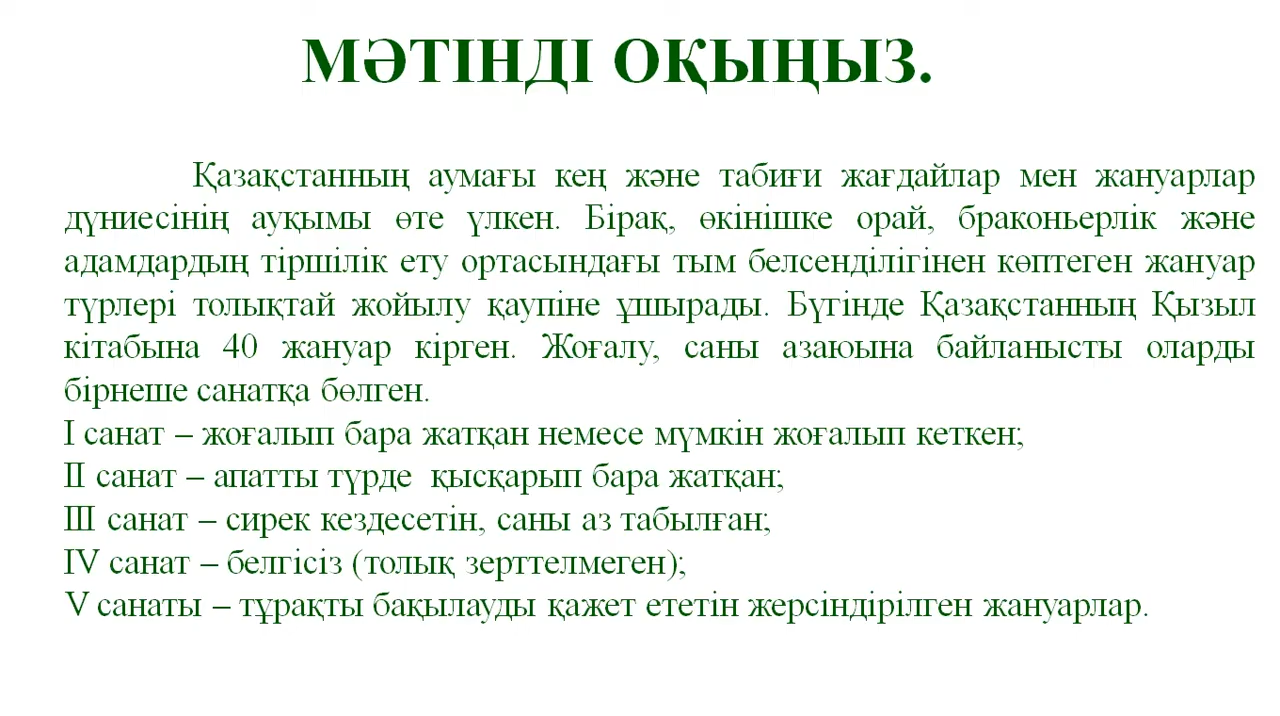 МӘТІНДІ ОҚЫҢЫЗ.
Қазақстанның аумағы кең және табиғи жағдайлар мен жануарлар
дүниесінің ауқымы өте үлкен. Бірақ, өкінішке орай, браконьерлік және
адамдардың тіршілік ету ортасындағы тым белсенділігінен көптеген жануар
түрлері толықтай жойылу қаупіне ұшырады. Бүгінде Қазақстанның Қызыл
кітабына 40 жануар кірген. Жоғалу, саны азаюына байланысты оларды
бірнеше санатқа бөлген.
I санат – жоғалып бара жатқан немесе мүмкін жоғалып кеткен;
II санат – апатты түрде қысқарып бара жатқан;
III санат – сирек кездесетін, саны аз табылған;
IV санат – белгісіз (толық зерттелмеген);
V санаты – тұрақты бақылауды қажет ететін жерсіндірілген жануарлар.